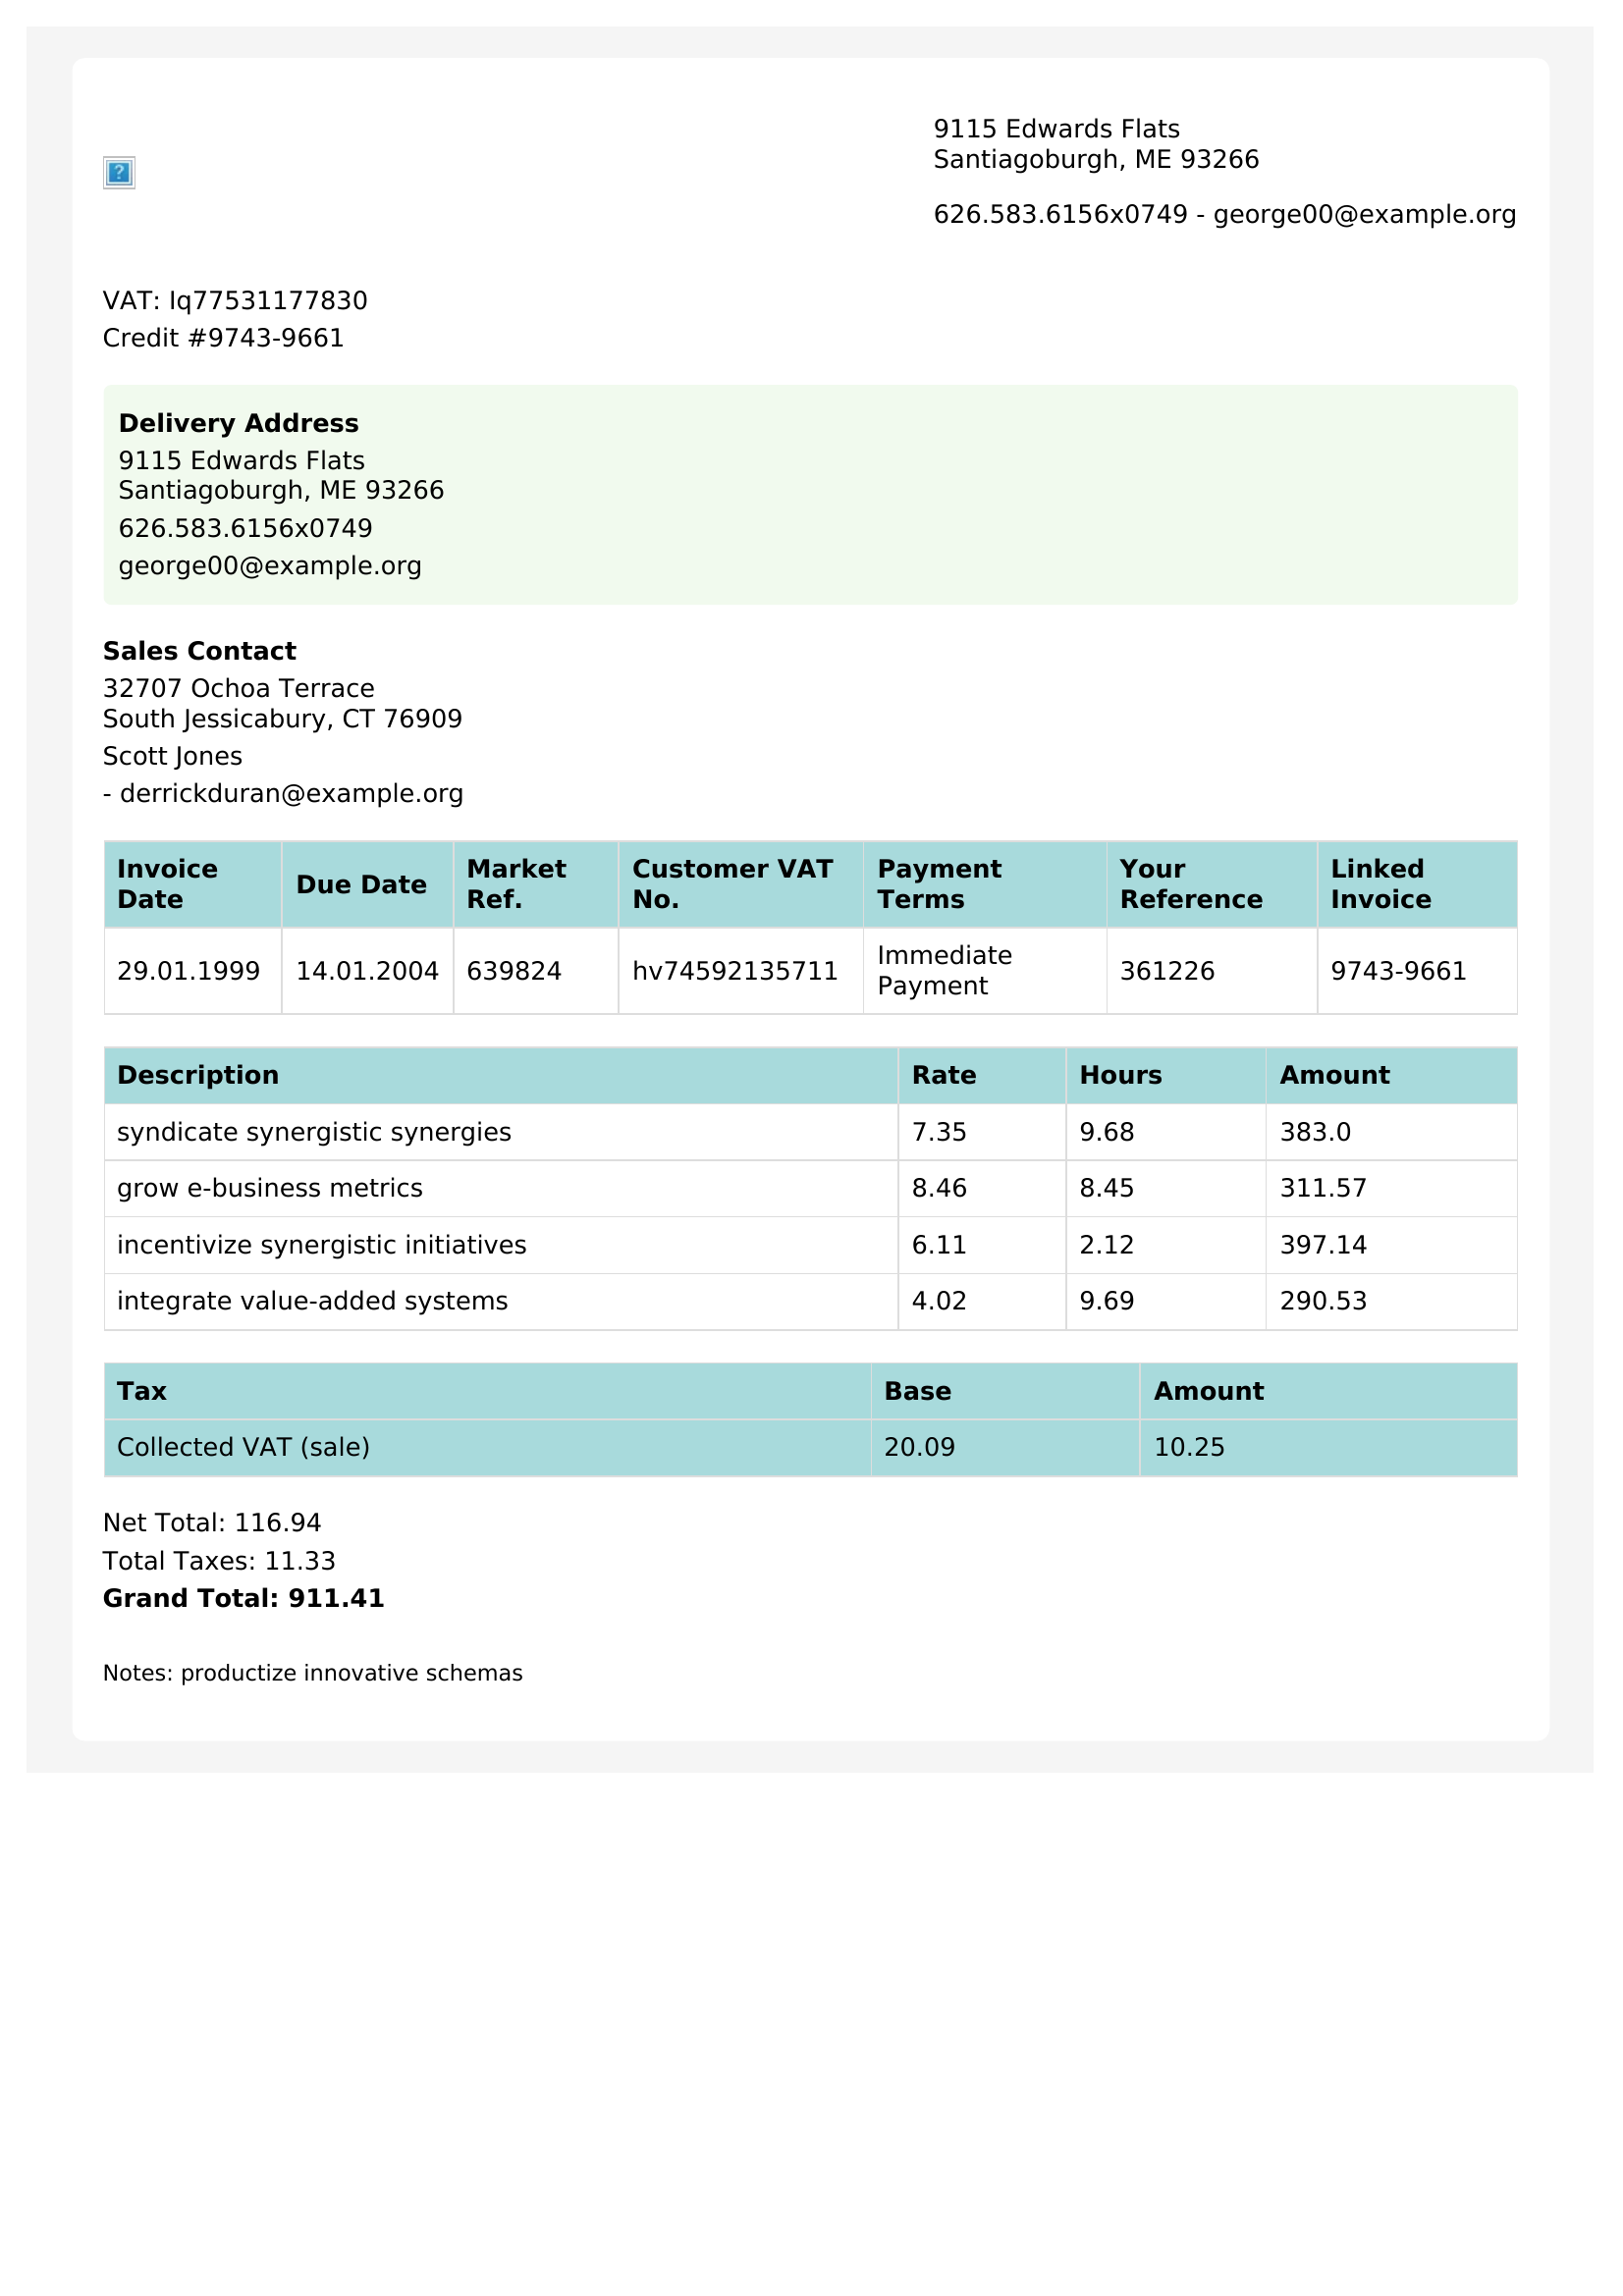 9115 Edwards Flats
Santiagoburgh, ME 93266
626.583.6156x0749 - george00@example.org
VAT: Iq77531177830
Credit #9743-9661
Delivery Address
9115 Edwards Flats
Santiagoburgh, ME 93266
626.583.6156x0749
george00@example.org
Sales Contact
32707 Ochoa Terrace
South Jessicabury, CT 76909
Scott Jones
- derrickduran@example.org
Invoice Date Due Date Market Ref. Customer VAT No. Payment Terms Your Reference Linked Invoice
29.01.1999 14.01.2004 639824 hv74592135711 Immediate Payment 361226 9743-9661
Description Rate Hours Amount
syndicate synergistic synergies 7.35 9.68 383.0
grow e-business metrics 8.46 8.45 311.57
incentivize synergistic initiatives 6.11 2.12 397.14
integrate value-added systems 4.02 9.69 290.53
Tax Base Amount
Collected VAT (sale) 20.09 10.25
Net Total: 116.94
Total Taxes: 11.33
Grand Total: 911.41
Notes: productize innovative schemas